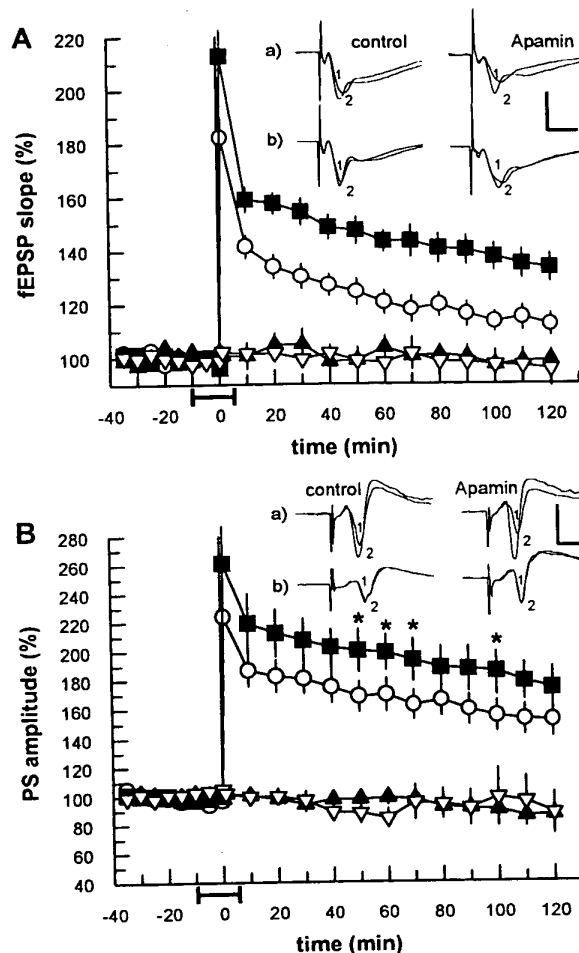 A
a) control Apamin
1 1
2 2
b)
1 1
2 2
fEPSP slope (%)
220
200
180
160
140
120
100
-40 -20 0 20 40 60 80 100 120
time (min)
B
control Apamin
a)
1 1
2 2
b)
1 1
2 2
* * * *
PS amplitude (%)
280
260
240
220
200
180
160
140
120
100
80
60
40
-40 -20 0 20 40 60 80 100 120
time (min)